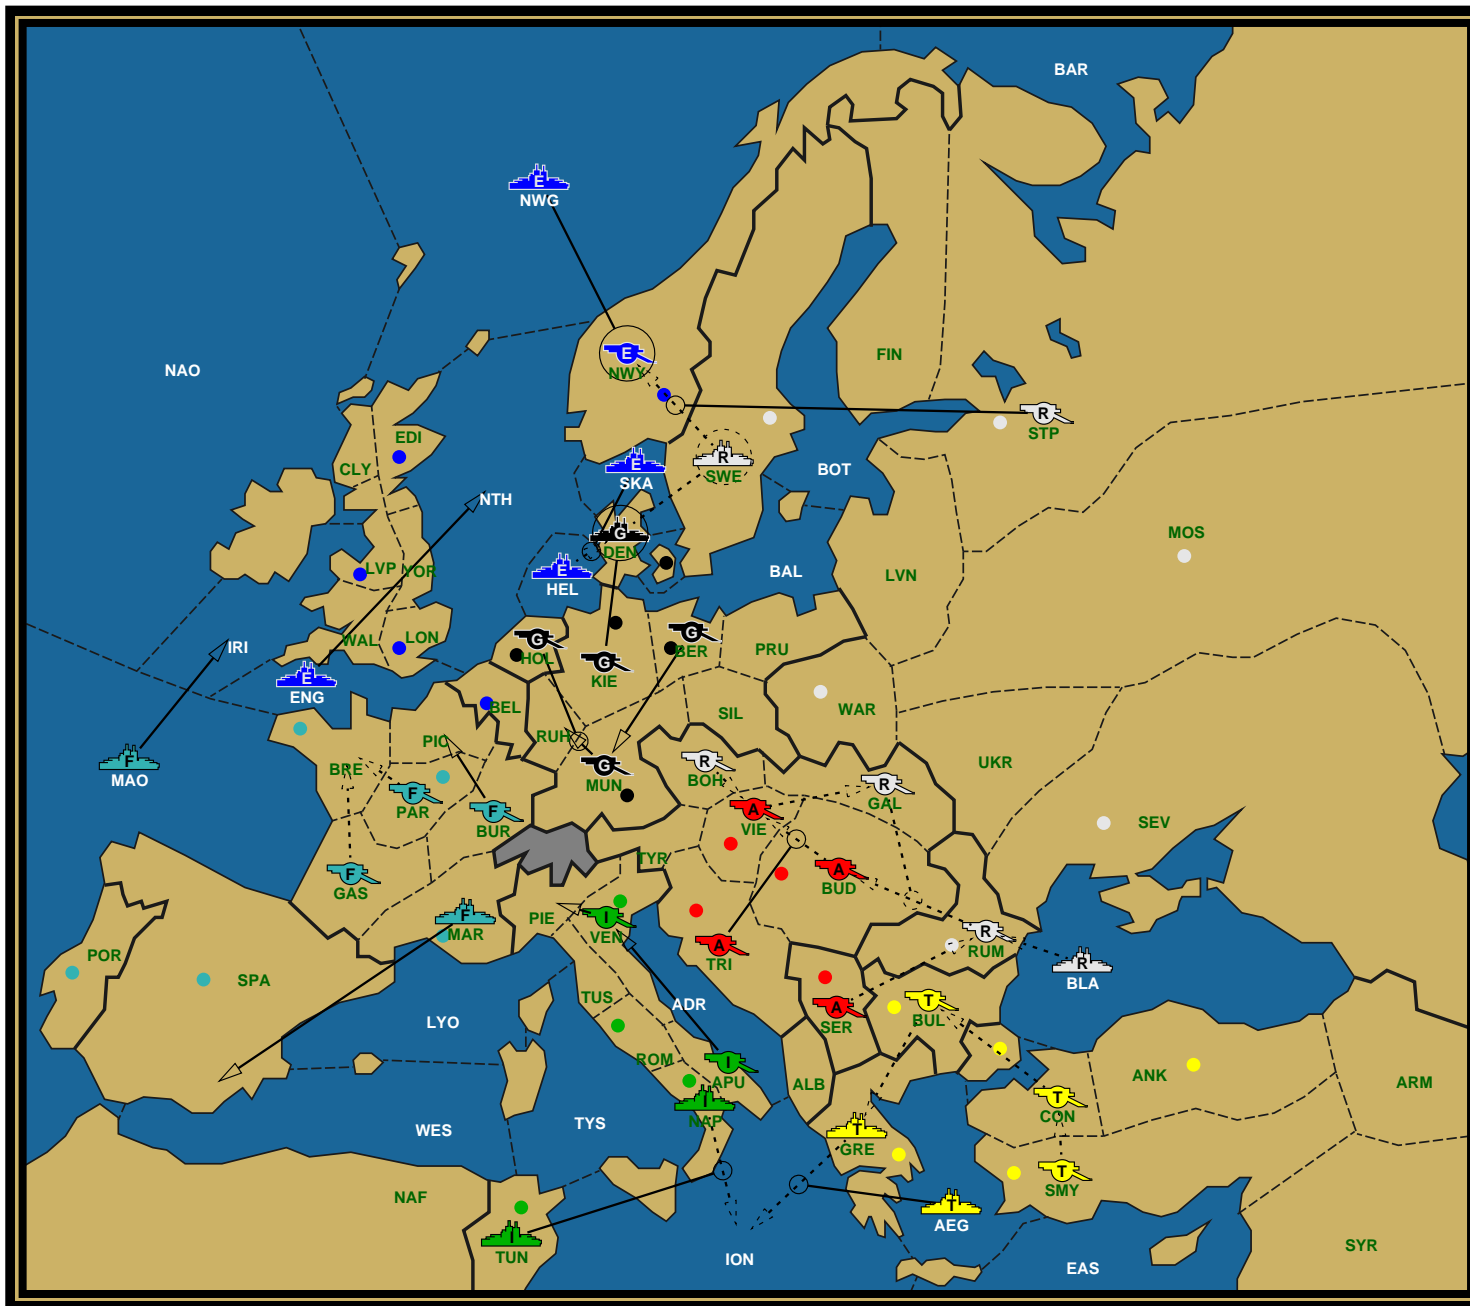 BAR
E
NWG
NAO
E
NWY
FIN
R
STP
EDI
CLY
E
SKA
R
SWE
BOT
NTH
G
DEN
MOS
LVP
YOR
E
HEL
BAL
LVN
WAL
LON
IRI
G
HOL
G
BER
PRU
G
KIE
E
ENG
BEL
SIL
WAR
RUH
PIC
F
MAO
BRE
G
MUN
R
BOH
R
GAL
UKR
F
PAR
F
BUR
A
VIE
SEV
TYR
F
GAS
A
BUD
F
MAR
PIE
I
VEN
A
TRI
R
RUM
R
BLA
POR
SPA
TUS
ADR
A
SER
T
BUL
LYO
ROM
I
APU
ALB
ANK
ARM
I
NAP
T
CON
WES
TYS
T
GRE
T
SMY
NAF
T
AEG
I
TUN
ION
EAS
SYR